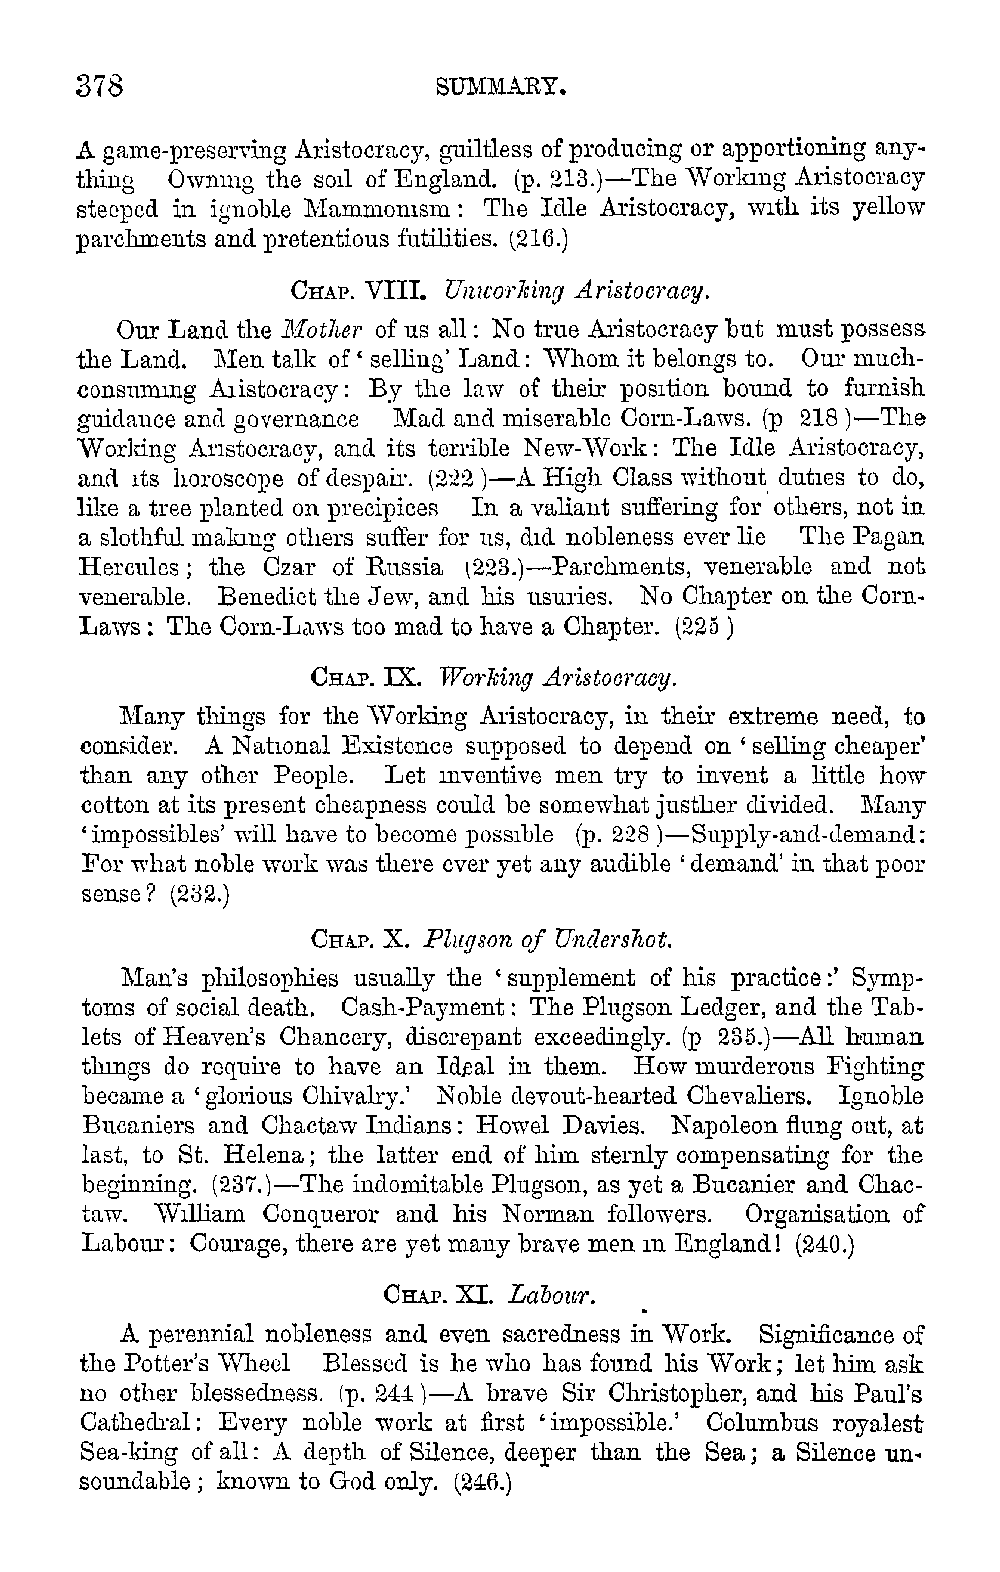 378 SUMMARY.
A game-preserving Aristocracy, guiltless of producing or apportioning any-
thing Owning the soil of England. (p. 213.)—The Working Aristocracy
steeped in ignoble Mammonism: The Idle Aristocracy, with its yellow
parchments and pretentious futilities. (216.)
CHAP. VIII. Unworking Aristocracy.
Our Land the Mother of us all: No true Aristocracy but must possess
the Land. Men talk of ‘ selling’ Land: Whom it belongs to. Our much-
consuming Aristocracy: By the law of their position bound to furnish
guidance and governance Mad and miserable Corn-Laws. (p 218 )—The
Working Aristocracy, and its terrible New-Work: The Idle Aristocracy,
and its horoscope of despair. (222 )—A High Class without duties to do,
like a tree planted on precipices In a valiant suffering for others, not in
a slothful making others suffer for us, did nobleness ever lie The Pagan
Hercules; the Czar of Russia (223.)—Parchments, venerable and not
venerable. Benedict the Jew, and his usuries. No Chapter on the Corn-
Laws: The Corn-Laws too mad to have a Chapter. (225 )
CHAP. IX. Working Aristocracy.
Many things for the Working Aristocracy, in their extreme need, to
consider. A National Existence supposed to depend on ‘ selling cheaper’
than any other People. Let inventive men try to invent a little how
cotton at its present cheapness could be somewhat justlier divided. Many
‘impossibles’ will have to become possible (p. 228 )—Supply-and-demand:
For what noble work was there ever yet any audible ‘ demand’ in that poor
sense? (232.)
CHAP. X. Plugson of Undershot.
Man’s philosophies usually the ‘ supplement of his practice:’ Symp-
toms of social death. Cash-Payment: The Plugson Ledger, and the Tab-
lets of Heaven’s Chancery, discrepant exceedingly. (p 235.)—All human
things do require to have an Ideal in them. How murderous Fighting
became a ‘ glorious Chivalry.’ Noble devout-hearted Chevaliers. Ignoble
Bucaniers and Chactaw Indians: Howel Davies. Napoleon flung out, at
last, to St. Helena; the latter end of him sternly compensating for the
beginning. (237.)—The indomitable Plugson, as yet a Bucanier and Chac-
taw. William Conqueror and his Norman followers. Organisation of
Labour: Courage, there are yet many brave men in England! (240.)
CHAP. XI. Labour.
A perennial nobleness and even sacredness in Work. Significance of
the Potter’s Wheel Blessed is he who has found his Work; let him ask
no other blessedness. (p. 244 )—A brave Sir Christopher, and his Paul’s
Cathedral: Every noble work at first ‘ impossible.’ Columbus royalest
Sea-king of all: A depth of Silence, deeper than the Sea; a Silence un-
soundable; known to God only. (246.)